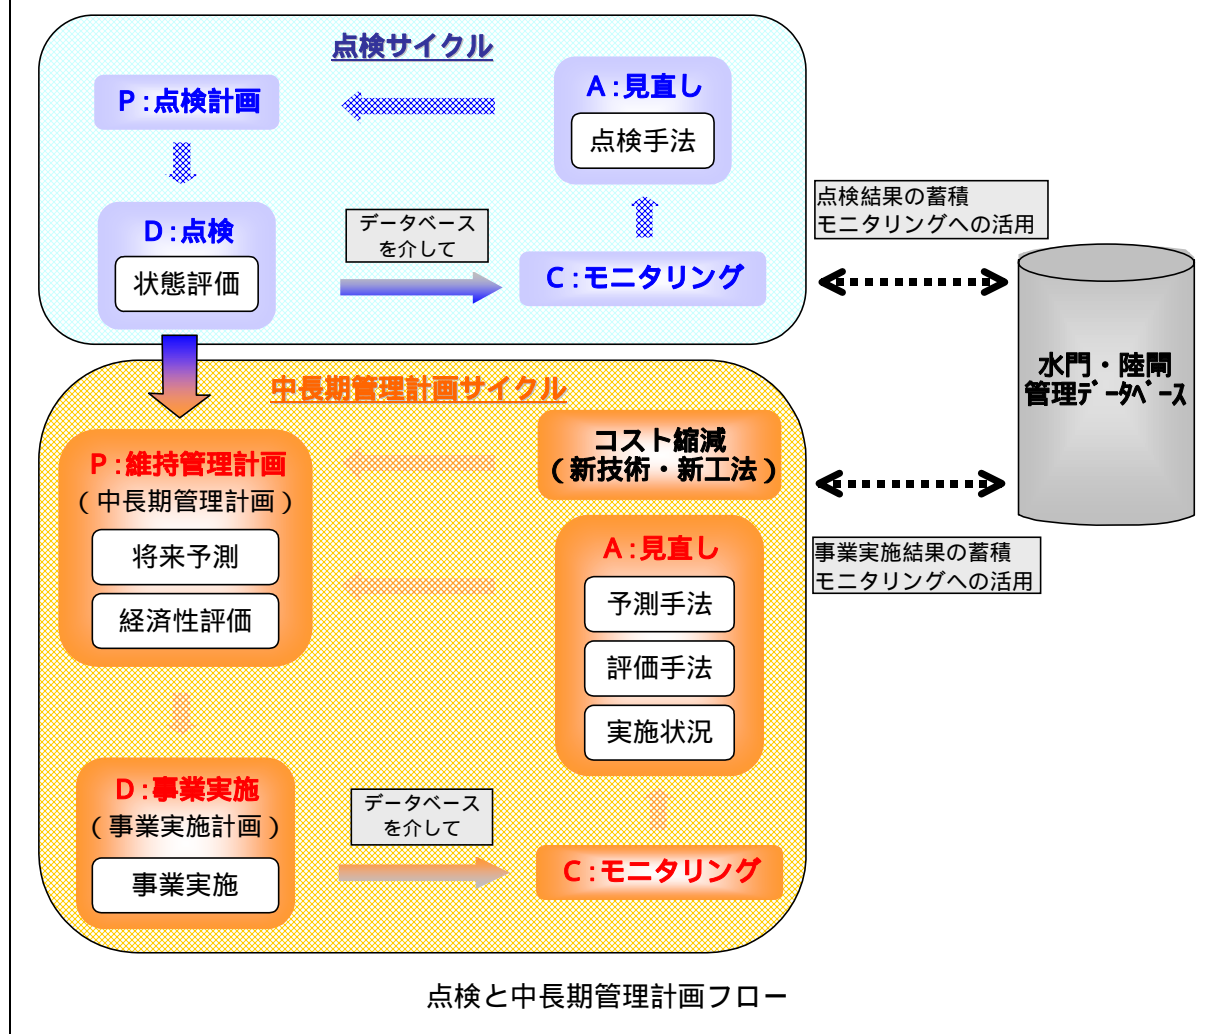 点検サイクル
P:点検計画
A:見直し
点検手法
D:点検
状態評価
データベース
を介して
C:モニタリング
点検結果の蓄積
モニタリングへの活用
水門・陸閘
管理ﾃﾞｰﾀﾍﾞｰｽ
中長期管理計画サイクル
コスト縮減
(新技術・新工法)
P:維持管理計画
(中長期管理計画)
将来予測
経済性評価
A:見直し
予測手法
評価手法
実施状況
事業実施結果の蓄積
モニタリングへの活用
D:事業実施
(事業実施計画)
事業実施
データベース
を介して
C:モニタリング
点検と中長期管理計画フロー